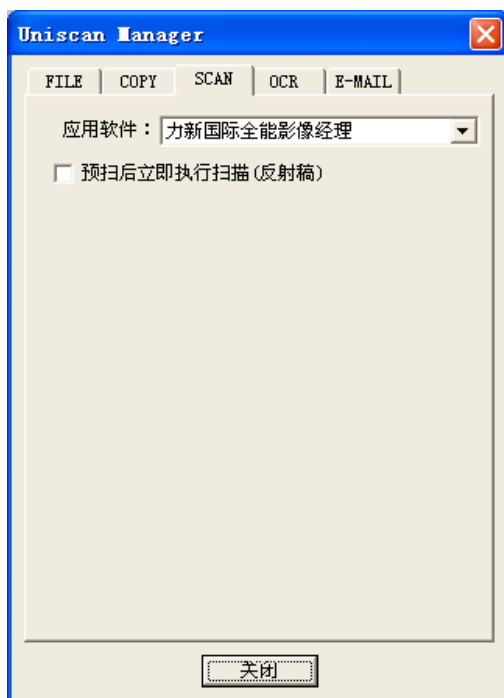 Uniscan Manager
FILE COPY SCAN OCR E-MAIL
应用软件： 力新国际全能影像经理
预扫后立即执行扫描(反射稿)
关闭